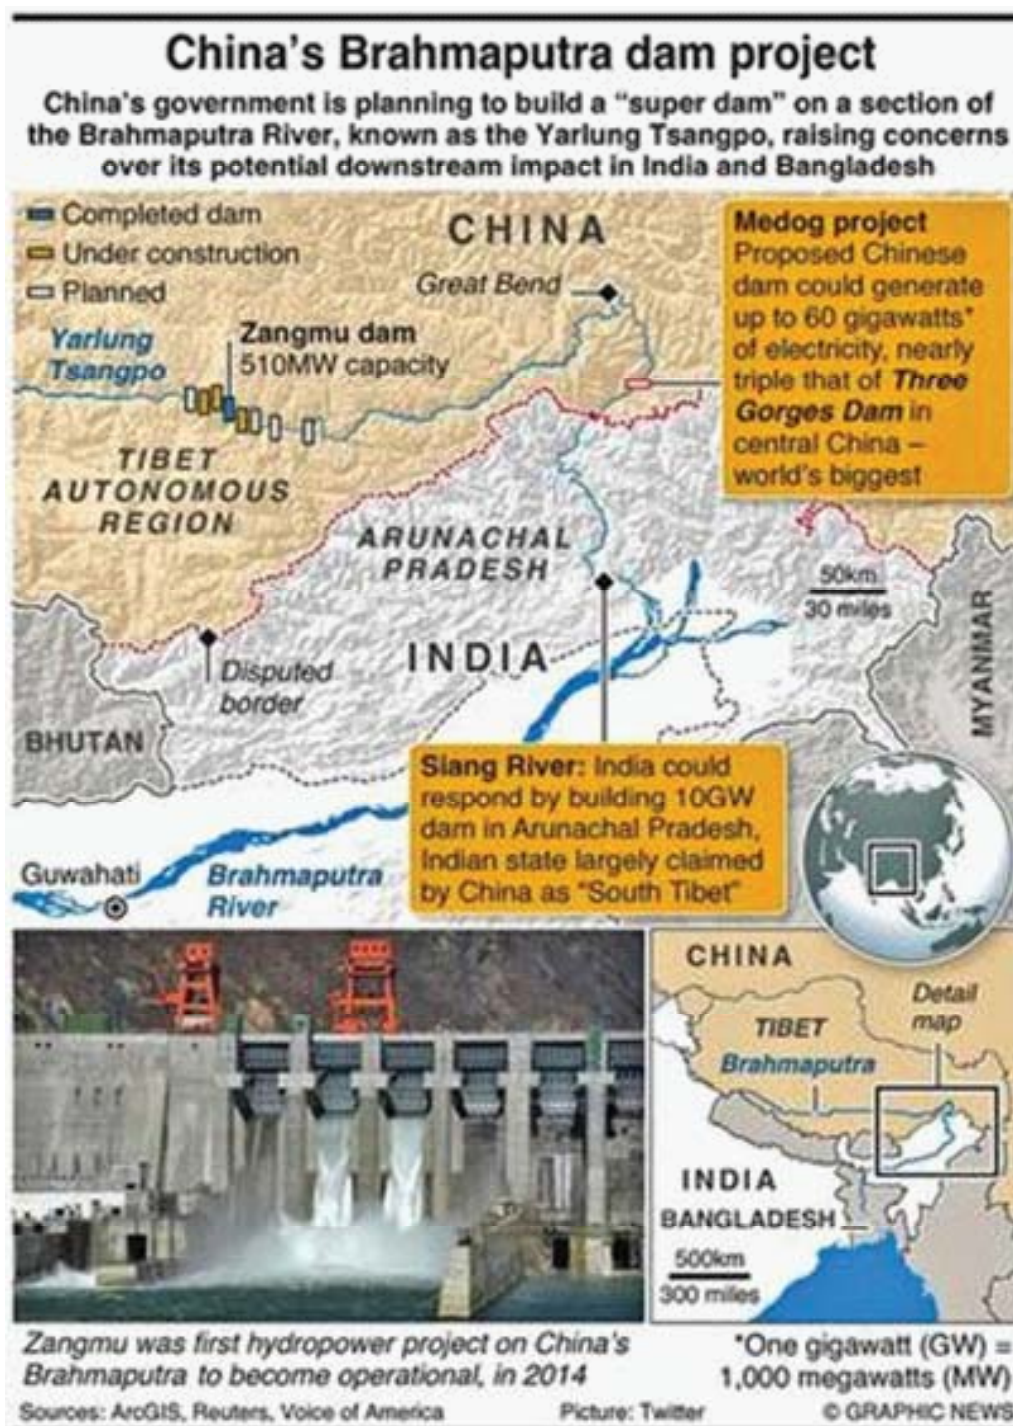 China's Brahmaputra dam project
China's government is planning to build a “super dam” on a section of
the Brahmaputra River, known as the Yarlung Tsangpo, raising concerns
over its potential downstream impact in India and Bangladesh
Completed dam
Under construction
Planned
CHINA
Great Bend
Medog project
Proposed Chinese
dam could generate
up to 60 gigawatts*
of electricity, nearly
triple that of Three
Gorges Dam in
central China –
world's biggest
Yarlung
Tsangpo
Zangmu dam
510MW capacity
TIBET
AUTONOMOUS
REGION
ARUNACHAL
PRADESH
50km
30 miles
MYANMAR
INDIA
Disputed
border
BHUTAN
Siang River: India could
respond by building 10GW
dam in Arunachal Pradesh,
Indian state largely claimed
by China as “South Tibet”
Guwahati
Brahmaputra
River
CHINA
Detail
map
TIBET
Brahmaputra
INDIA
BANGLADESH
500km
300 miles
Zangmu was first hydropower project on China's
Brahmaputra to become operational, in 2014
*One gigawatt (GW) =
1,000 megawatts (MW)
Sources: ArcGIS, Reuters, Voice of America
Picture: Twitter
© GRAPHIC NEWS